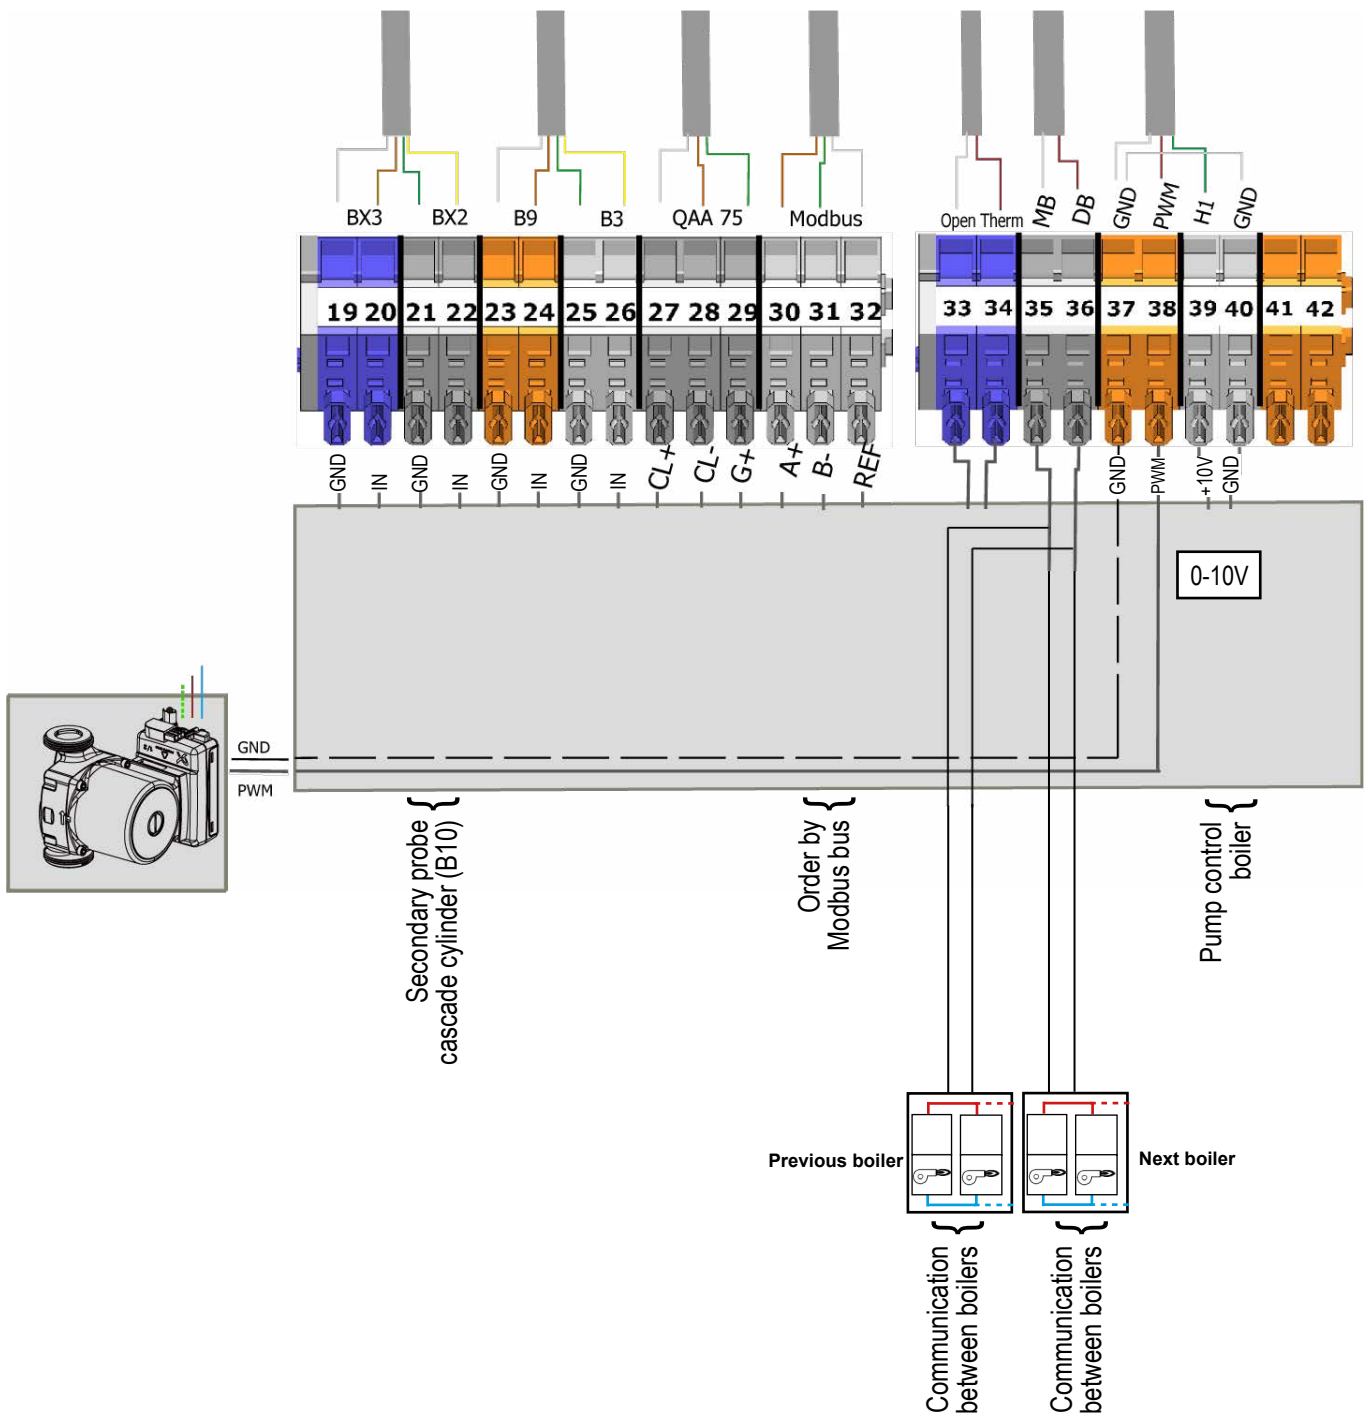 BX3 BX2 B9 B3 QAA 75 Modbus
Open Therm MB DB GND PWM H1 GND
19 20 21 22 23 24 25 26 27 28 29 30 31 32
33 34 35 36 37 38 39 40 41 42
GND IN GND IN GND IN GND IN CL+ CL- G+ A+ B- REF
GND PWM +10V GND
0-10V
GND
PWM
Secondary probe
cascade cylinder (B10)
Order by
Modbus bus
Pump control
boiler
Previous boiler
Next boiler
Communication
between boilers
Communication
between boilers